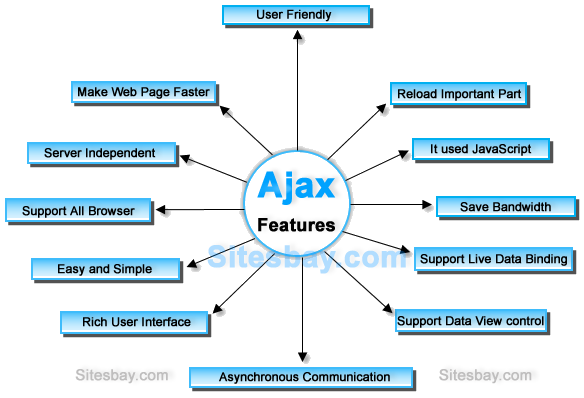 User Friendly
Make Web Page Faster
Reload Important Part
Server Independent
It used JavaScript
Ajax
Features
Support All Browser
Save Bandwidth
Sitesbay.com
Easy and Simple
Support Live Data Binding
Rich User Interface
Support Data View control
Sitesbay.com
Asynchronous Communication
Sitesbay.com